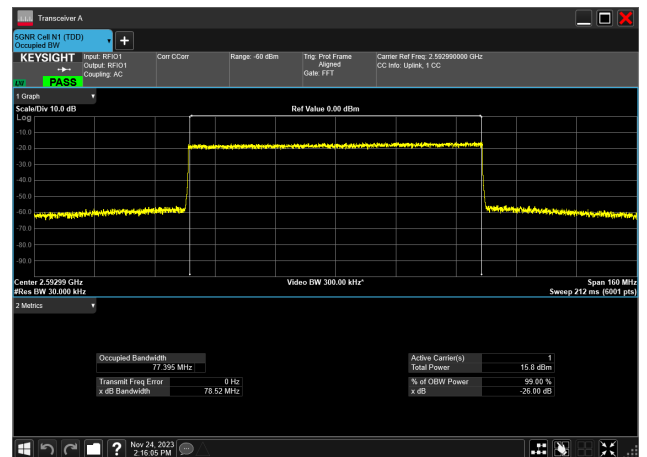 Transceiver A
5GNR Cell N1 (TDD)
Occupied BW
KEYSIGHT
LXI
PASS
Input: RFIO1
Output: RFIO1
Coupling: AC
Corr CCorr
Range: -60 dBm
Trig: Prot Frame
Aligned
Gate: FFT
Carrier Ref Freq: 2.592990000 GHz
CC Info: Uplink, 1 CC
1 Graph
Scale/Div 10.0 dB
Ref Value 0.00 dBm
Log
-10.0
-20.0
-30.0
-40.0
-50.0
-60.0
-70.0
-80.0
-90.0
Center 2.59299 GHz
Video BW 300.00 kHz*
Span 160 MHz
#Res BW 30.000 kHz
Sweep 212 ms (6001 pts)
2 Metrics
Occupied Bandwidth
77.395 MHz
Transmit Freq Error 0 Hz
x dB Bandwidth 78.52 MHz
Active Carrier(s) 1
Total Power 15.8 dBm
% of OBW Power 99.00 %
x dB -26.00 dB
?
Nov 24, 2023
2:16:05 PM